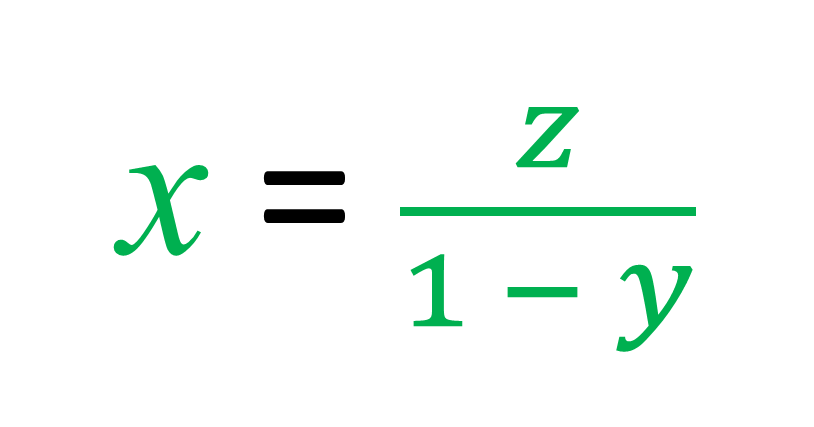 x = z / (1 − y)